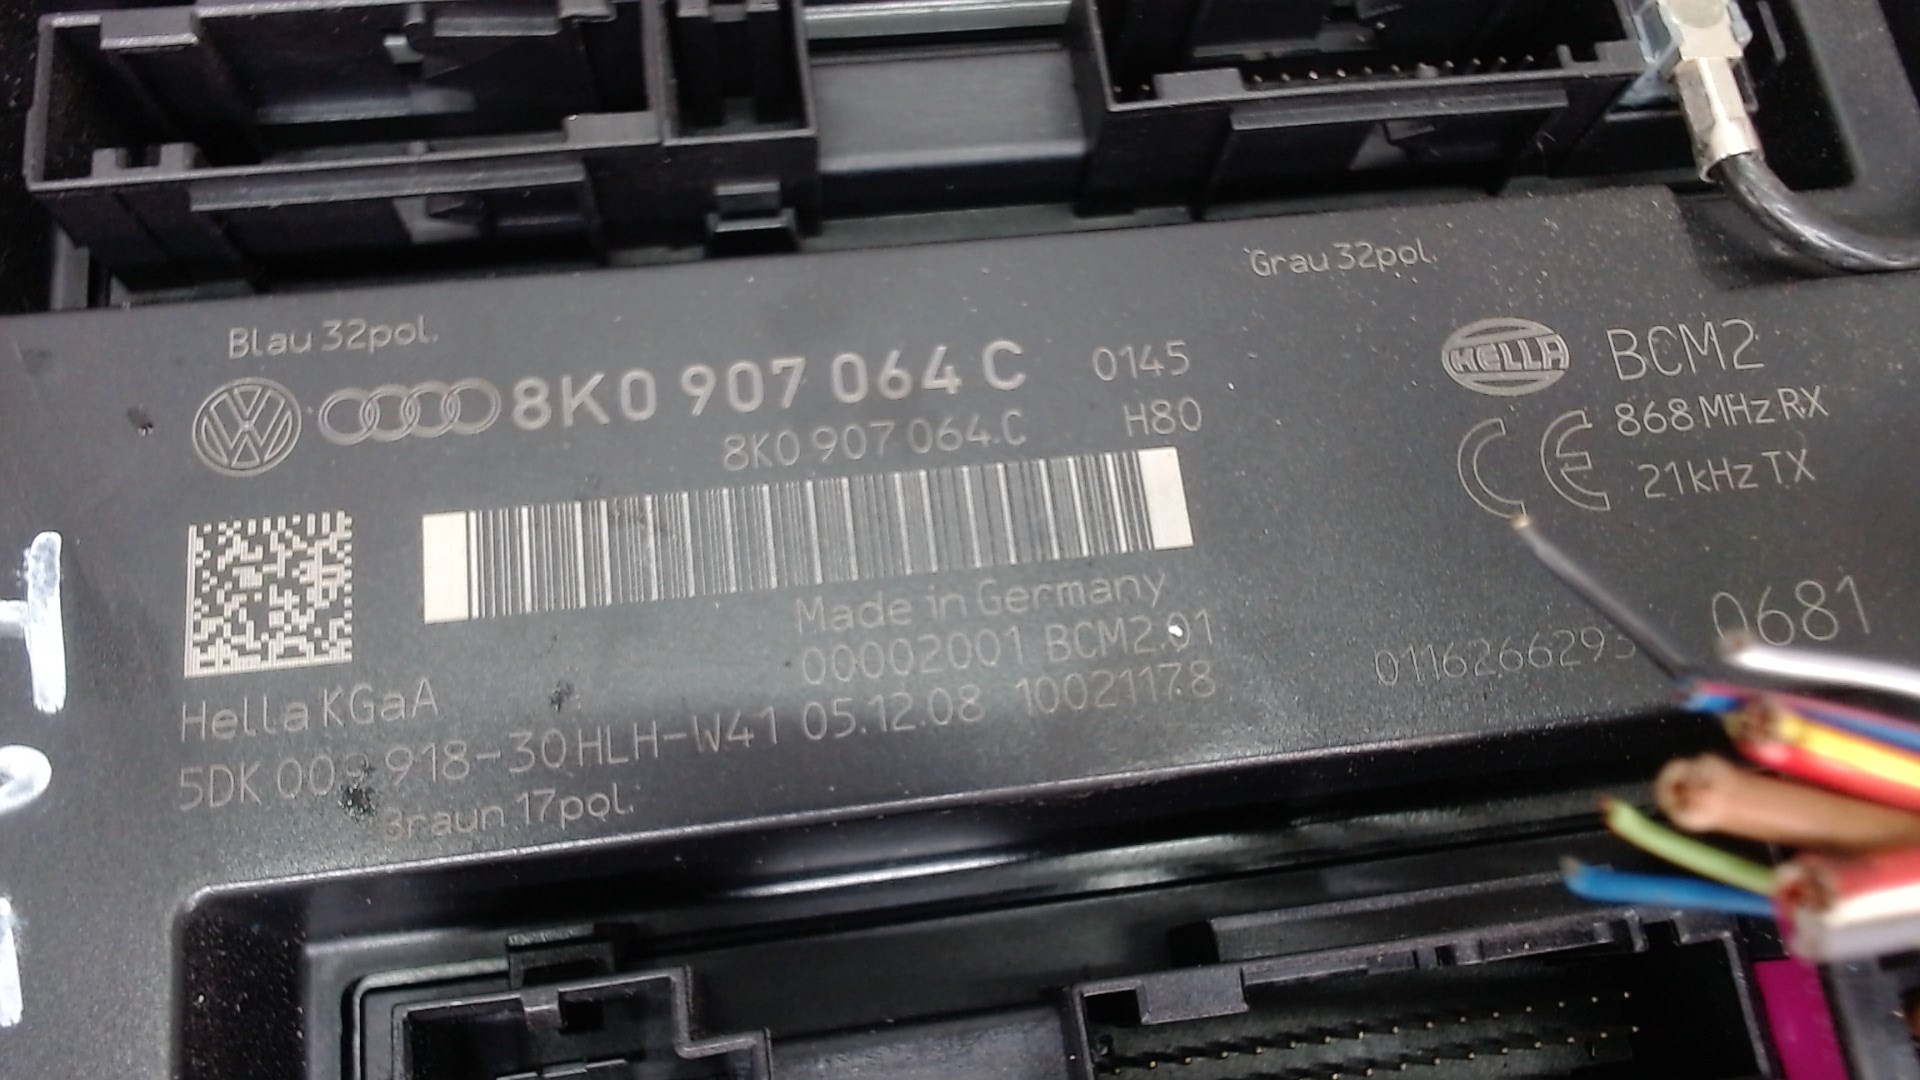 Grau 32pol.
Blau 32pol.
8K0 907 064 C 0145
8K0 907 064 C H80
HELLA BCM2
868 MHz RX
21kHz TX
Made in Germany
00002001 BCM2.01
Hella KGaA
918-30 HLH-W41 05.12.08 10021178
17pol.
0681
5DK